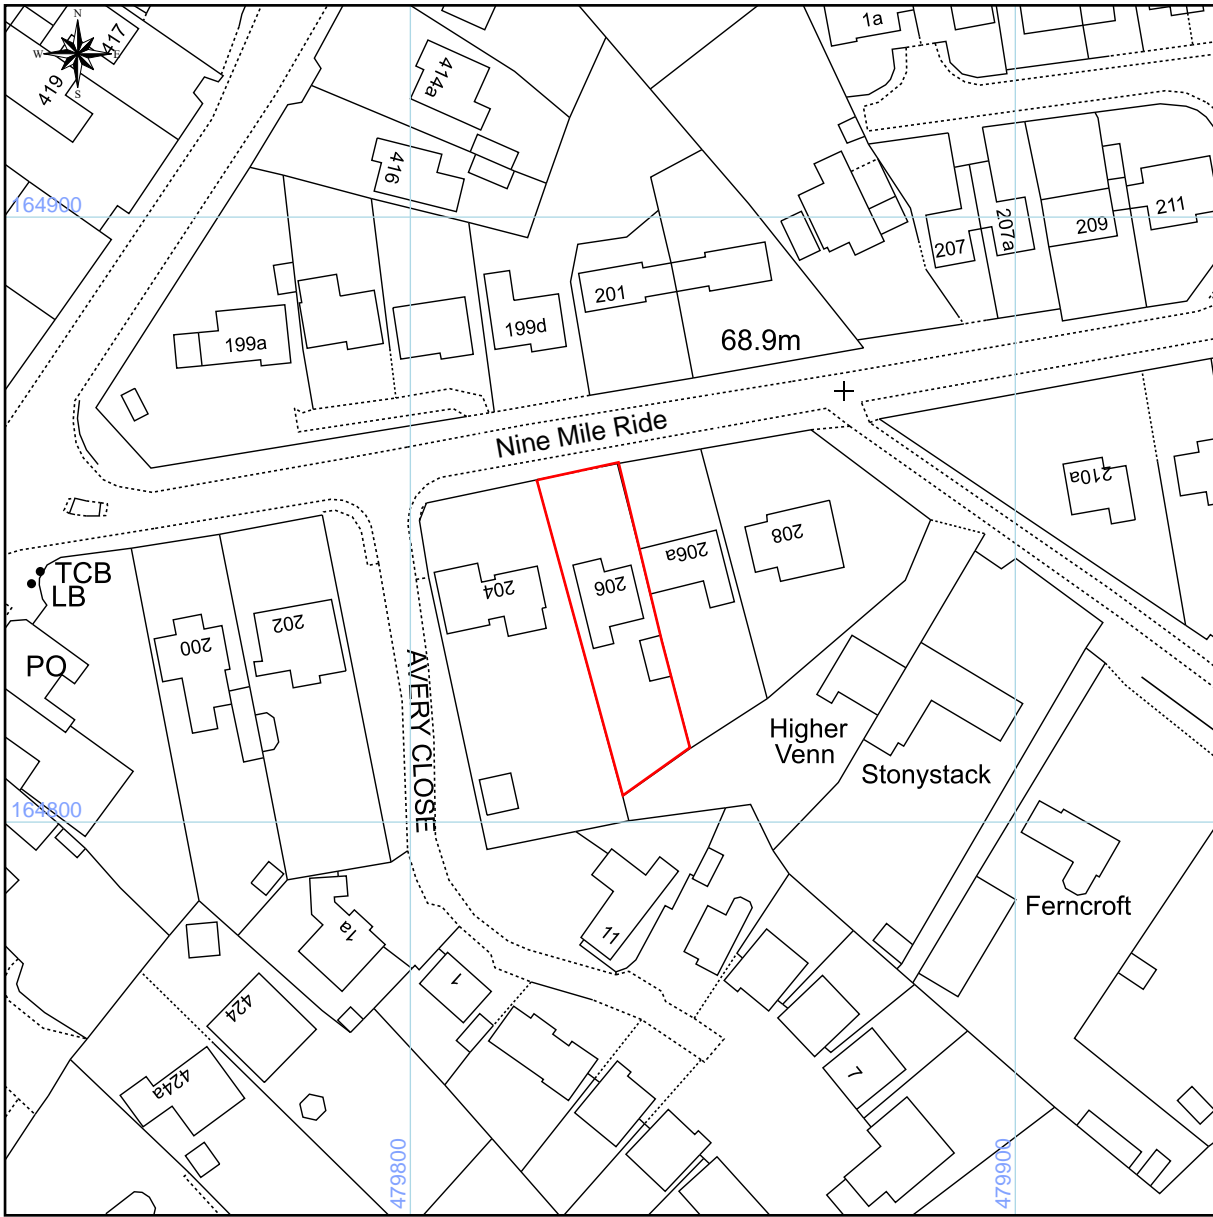 N
W
E
S
417
419
414a
416
1a
164900
207
207a
209
211
201
199a
199d
68.9m
Nine Mile Ride
210a
208
206a
206
204
TCB
LB
202
200
PO
AVERY CLOSE
Higher
Venn
Stonystack
164800
Ferncroft
1a
11
1
424
424a
7
479800
479900